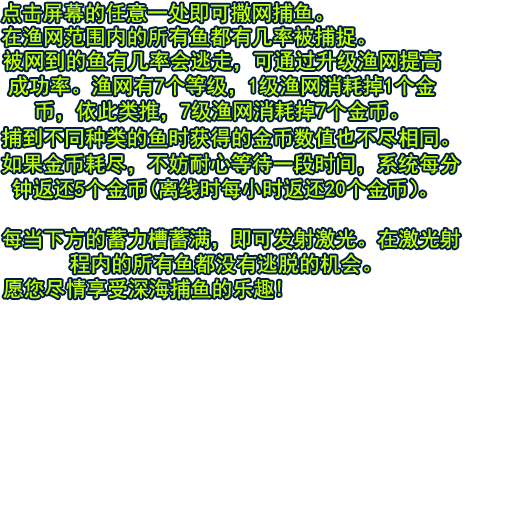 点击屏幕的任意一处即可撒网捕鱼。
在渔网范围内的所有鱼都有几率被捕捉。
被网到的鱼有几率会逃走，可通过升级渔网提高
成功率。渔网有7个等级，1级渔网消耗掉1个金
币，依此类推，7级渔网消耗掉7个金币。
捕到不同种类的鱼时获得的金币数值也不尽相同。
如果金币耗尽，不妨耐心等待一段时间，系统每分
钟返还5个金币(离线时每小时返还20个金币)。
每当下方的蓄力槽蓄满，即可发射激光。在激光射
程内的所有鱼都没有逃脱的机会。
愿您尽情享受深海捕鱼的乐趣!